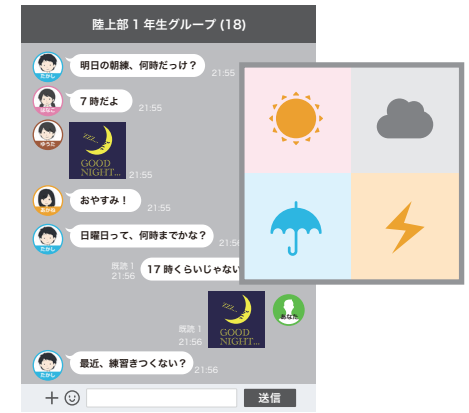 陸上部 1 年生グループ (18)
明日の朝練、何時だっけ？
21:55
たかし
7 時だよ
21:55
はなこ
zzz...
GOOD
NIGHT...
21:55
ゆうた
おやすみ！
21:55
あかね
日曜日って、何時までかな？
21:56
たかし
既読 1
21:56
17 時くらいじゃない
zzz...
GOOD
NIGHT...
あなた
既読 1
21:56
最近、練習きつくない？
21:56
たかし
送信